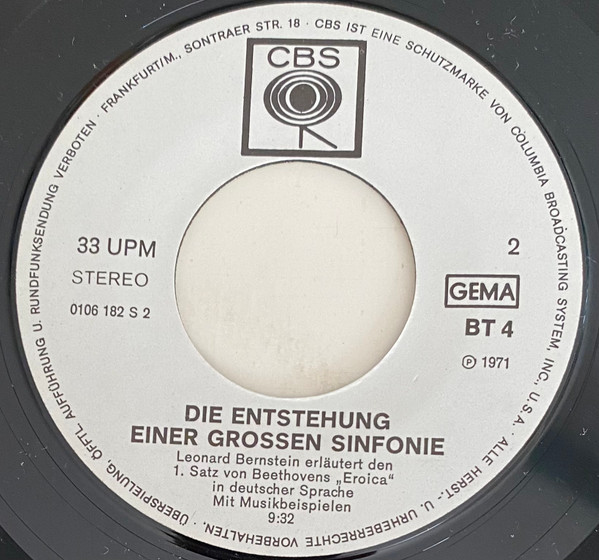 ÜBERSPIELUNG, ÖFFTL. AUFFÜHRUNG U. RUNDFUNKSENDUNG VERBOTEN · FRANKFURT/M., SONTRAER STR. 18 · CBS IST EINE SCHUTZMARKE VON COLUMBIA BROADCASTING SYSTEM, INC., U.S.A. ALLE HERST.- U. URHEBERRECHTE VORBEHALTEN.
CBS
33 UPM
STEREO
0106 182 S 2
2
GEMA
BT 4
℗ 1971
DIE ENTSTEHUNG
EINER GROSSEN SINFONIE
Leonard Bernstein erläutert den
1. Satz von Beethovens „Eroica“
in deutscher Sprache
Mit Musikbeispielen
9:32